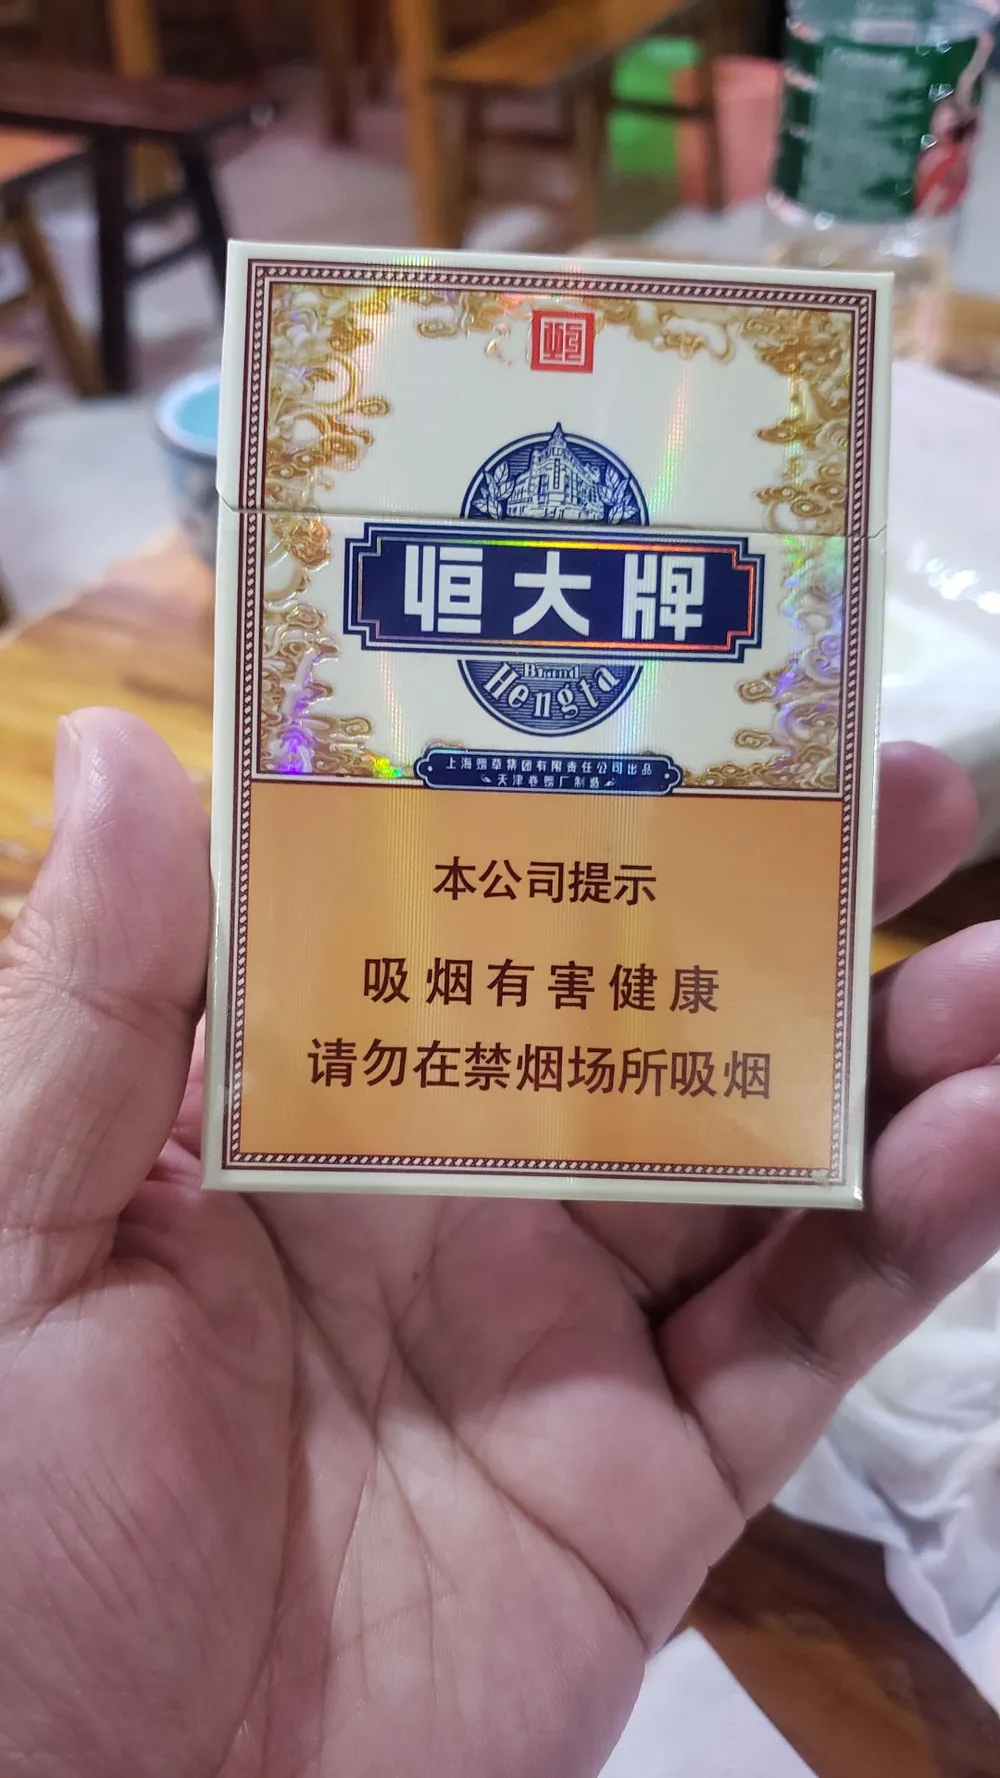 恒大牌
Brand
Hengta
上海烟草集团有限责任公司出品
天津卷烟厂制造
本公司提示
吸烟有害健康
请勿在禁烟场所吸烟